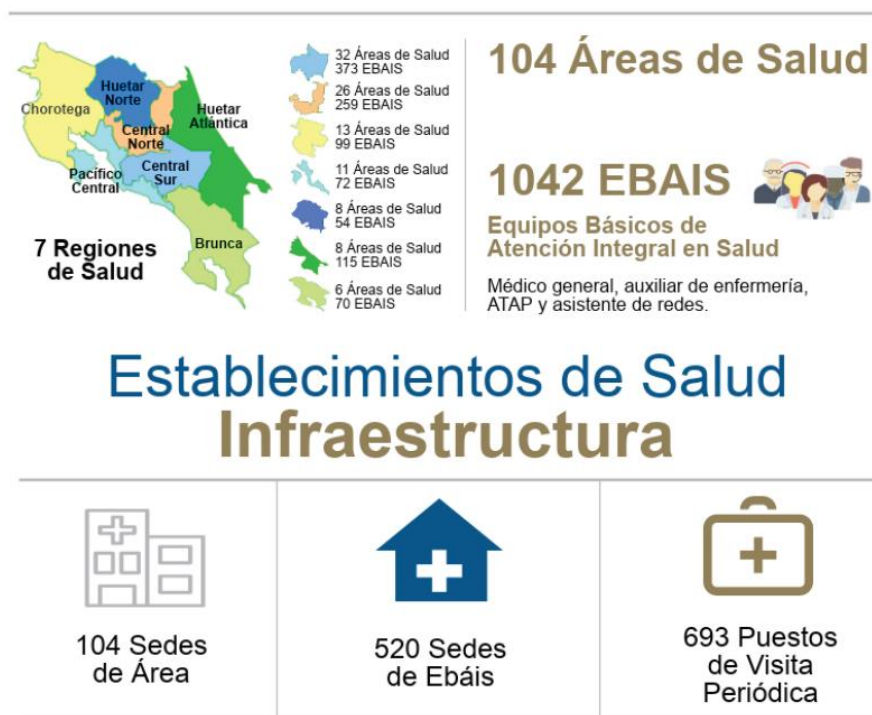 Chorotega
Huetar
Norte
Huetar
Atlántica
Central
Norte
Pacífico
Central
Central
Sur
Brunca
7 Regiones
de Salud
32 Áreas de Salud
373 EBAIS
26 Áreas de Salud
259 EBAIS
13 Áreas de Salud
99 EBAIS
11 Áreas de Salud
72 EBAIS
8 Áreas de Salud
54 EBAIS
8 Áreas de Salud
115 EBAIS
6 Áreas de Salud
70 EBAIS
104 Áreas de Salud
1042 EBAIS
Equipos Básicos de
Atención Integral en Salud
Médico general, auxiliar de enfermería,
ATAP y asistente de redes.
Establecimientos de Salud
Infraestructura
104 Sedes
de Área
520 Sedes
de Ebáis
693 Puestos
de Visita
Periódica